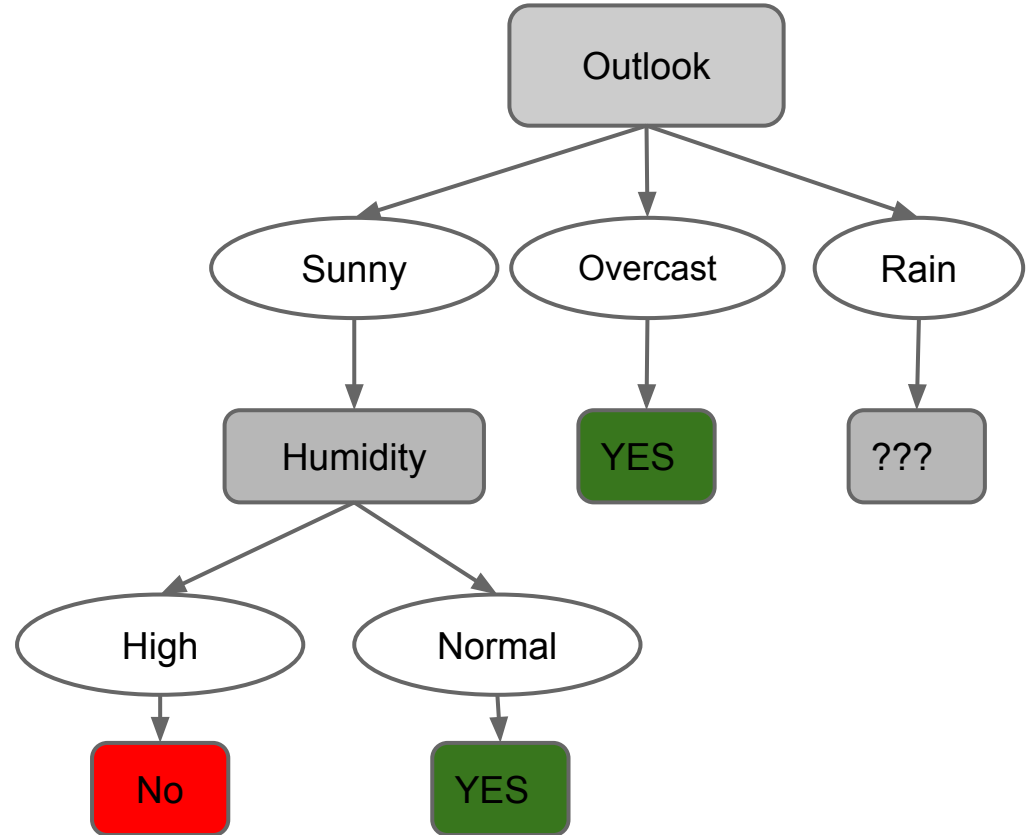 Outlook
Sunny
Overcast
Rain
Humidity
YES
???
High
Normal
No
YES